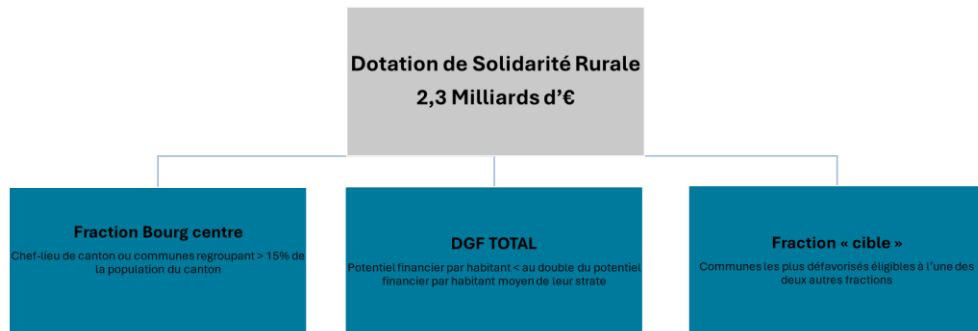 Dotation de Solidarité Rurale
2,3 Milliards d'€
Fraction Bourg centre
Chef-lieu de canton ou communes regroupant > 15% de
la population du canton
DGF TOTAL
Potentiel financier par habitant < au double du potentiel
financier par habitant moyen de leur strate
Fraction « cible »
Communes les plus défavorisés éligibles à l'une des
deux autres fractions